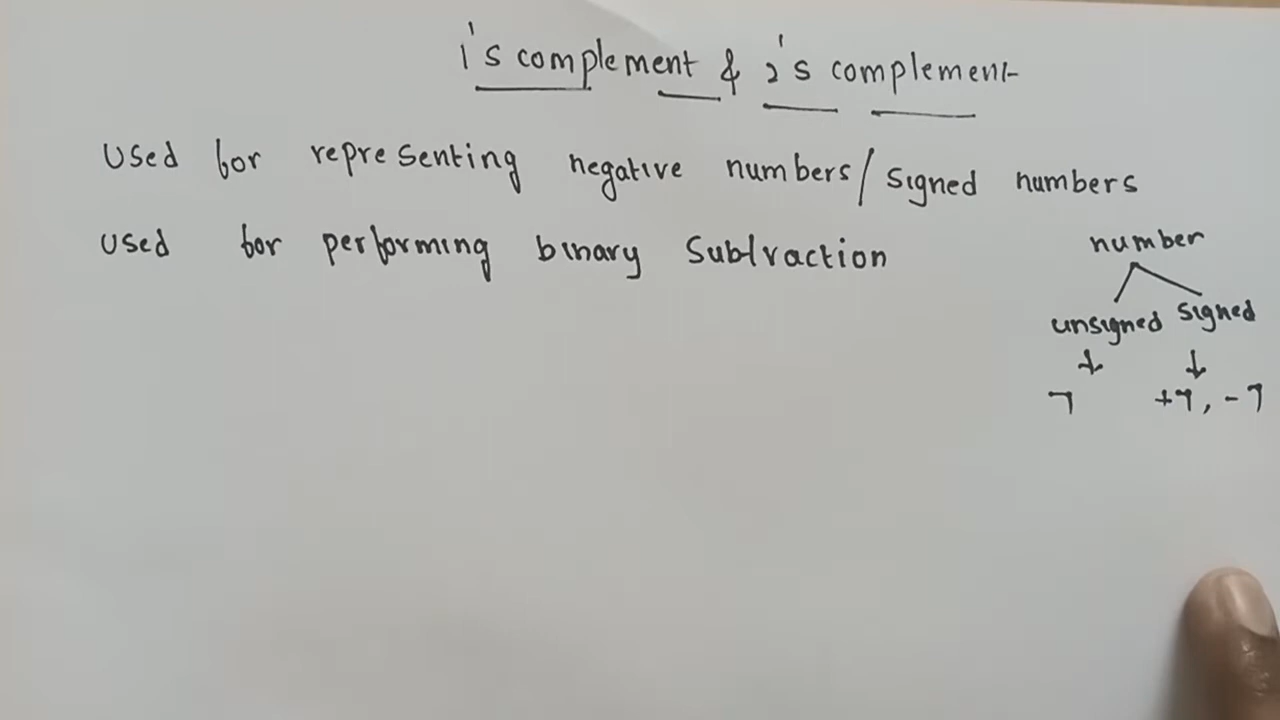 1's complement & 2's complement
Used for representing negative numbers/signed numbers
Used for performing binary Subtraction
number
unsigned signed
7 +7, -7